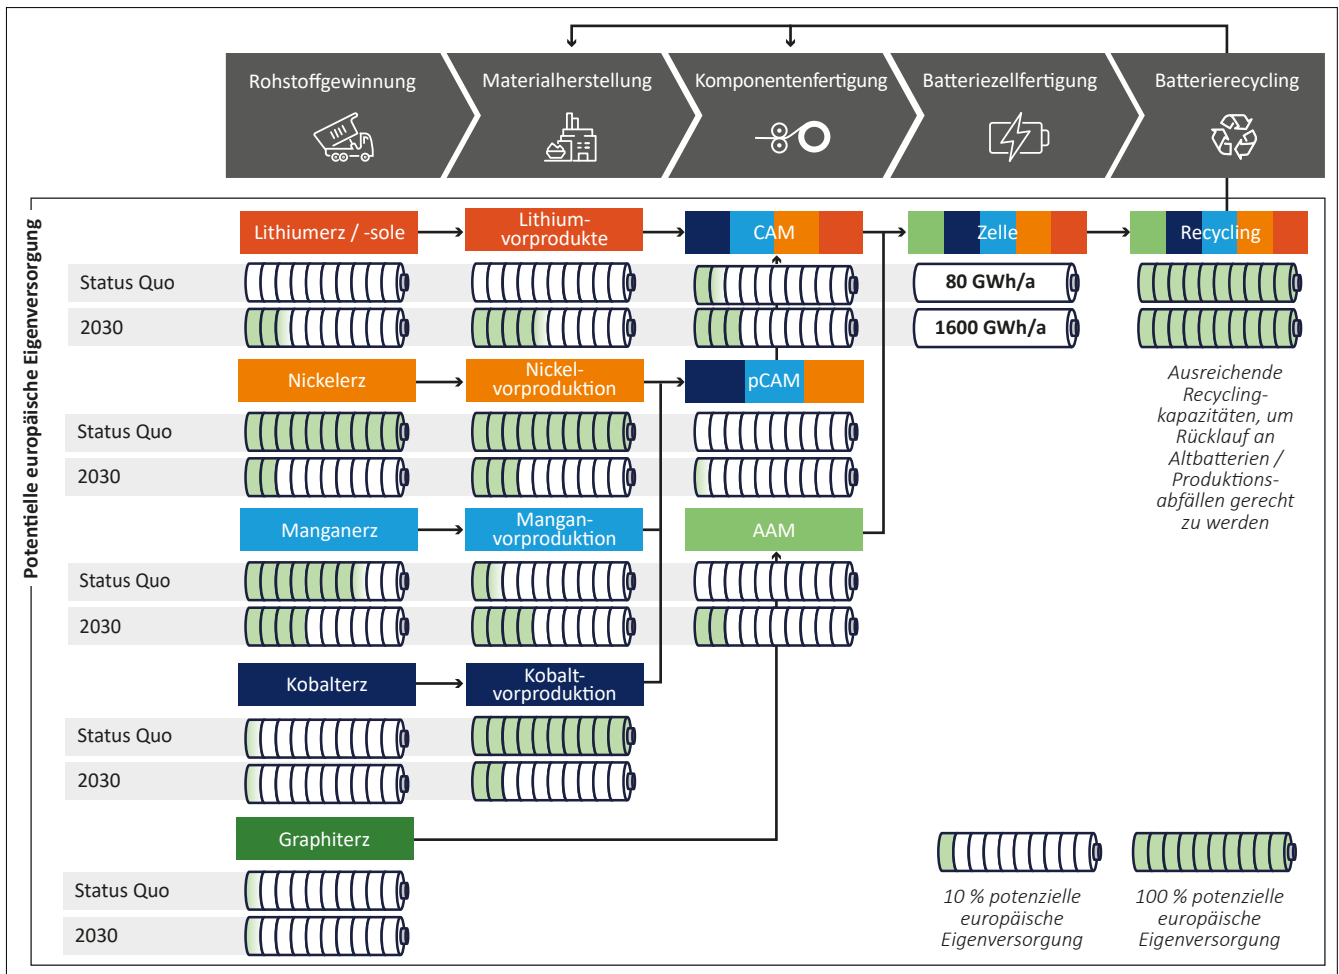 Rohstoffgewinnung
Materialherstellung
Komponentenfertigung
Batteriezellfertigung
Batterierecycling
Potentielle europäische Eigenversorgung
Lithiumerz / -sole
Lithium-
vorprodukte
CAM
Zelle
Recycling
Status Quo
80 GWh/a
2030
1600 GWh/a
Nickelerz
Nickel-
vorproduktion
pCAM
Ausreichende
Recycling-
kapazitäten, um
Rücklauf an
Altbatterien /
Produktions-
abfällen gerecht
zu werden
Status Quo
2030
Manganerz
Mangan-
vorproduktion
AAM
Status Quo
2030
Kobalterz
Kobalt-
vorproduktion
Status Quo
2030
Graphiterz
Status Quo
2030
10 % potenzielle
europäische
Eigenversorgung
100 % potenzielle
europäische
Eigenversorgung